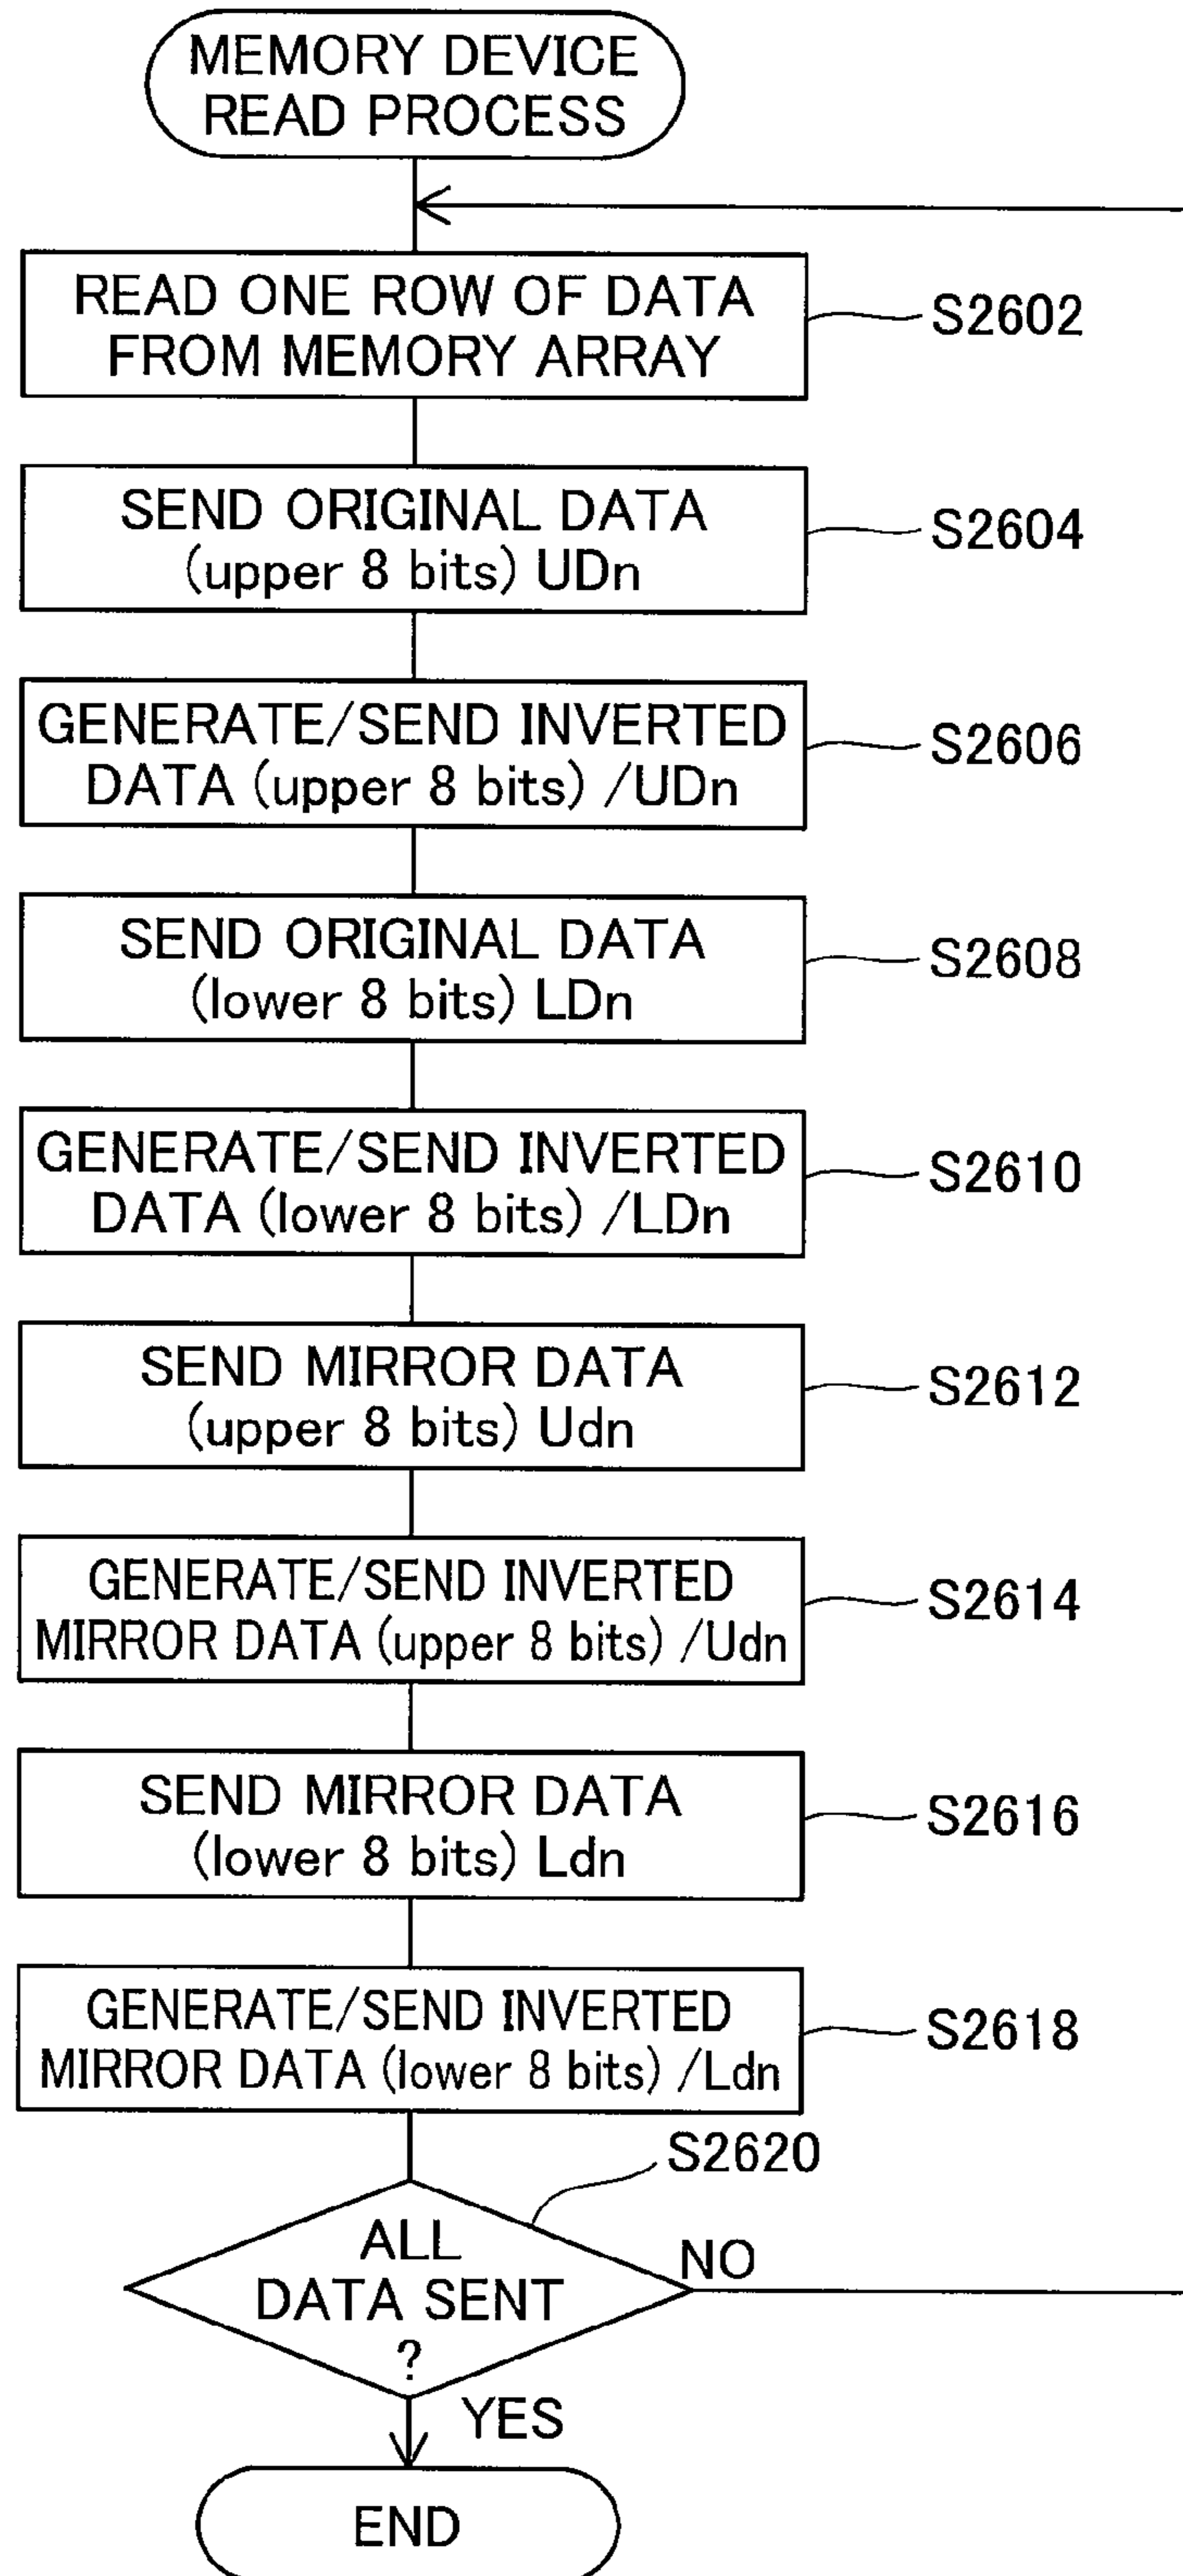 MEMORY DEVICE
READ PROCESS
READ ONE ROW OF DATA
FROM MEMORY ARRAY
S2602
SEND ORIGINAL DATA
(upper 8 bits) UDn
S2604
GENERATE/SEND INVERTED
DATA (upper 8 bits) /UDn
S2606
SEND ORIGINAL DATA
(lower 8 bits) LDn
S2608
GENERATE/SEND INVERTED
DATA (lower 8 bits) /LDn
S2610
SEND MIRROR DATA
(upper 8 bits) Udn
S2612
GENERATE/SEND INVERTED
MIRROR DATA (upper 8 bits) /Udn
S2614
SEND MIRROR DATA
(lower 8 bits) Ldn
S2616
GENERATE/SEND INVERTED
MIRROR DATA (lower 8 bits) /Ldn
S2618
S2620
ALL
DATA SENT
?
NO
YES
END